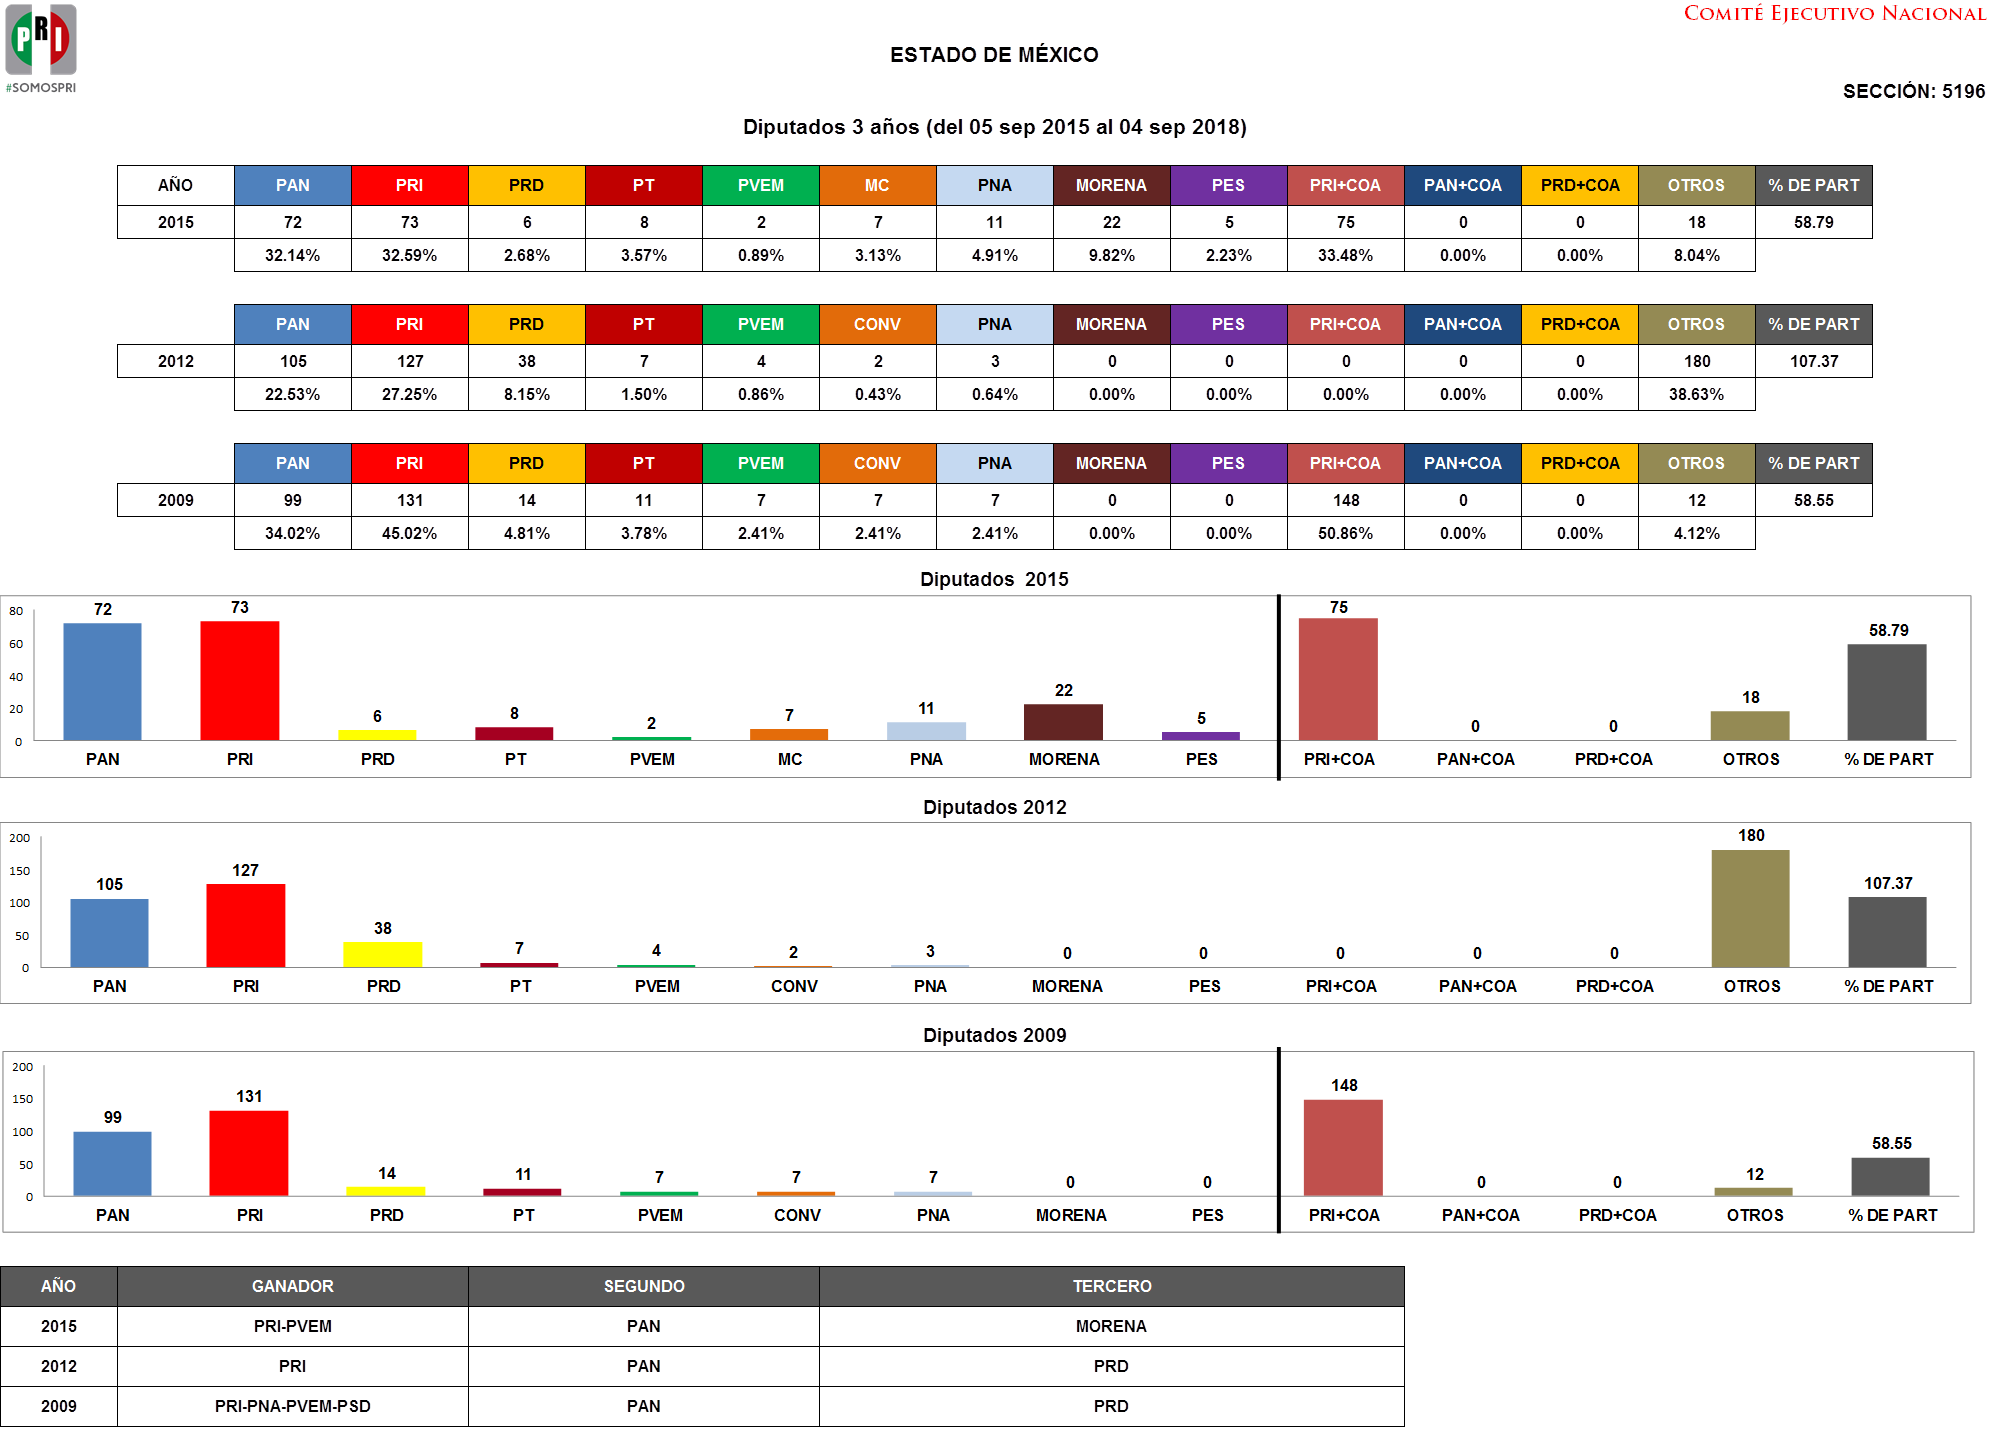 PRI
#SOMOSPRI
COMITÉ EJECUTIVO NACIONAL
ESTADO DE MÉXICO
SECCIÓN: 5196
Diputados 3 años (del 05 sep 2015 al 04 sep 2018)
AÑO PAN PRI PRD PT PVEM MC PNA MORENA PES PRI+COA PAN+COA PRD+COA OTROS % DE PART
2015 72 73 6 8 2 7 11 22 5 75 0 0 18 58.79
32.14% 32.59% 2.68% 3.57% 0.89% 3.13% 4.91% 9.82% 2.23% 33.48% 0.00% 0.00% 8.04%
PAN PRI PRD PT PVEM CONV PNA MORENA PES PRI+COA PAN+COA PRD+COA OTROS % DE PART
2012 105 127 38 7 4 2 3 0 0 0 0 0 180 107.37
22.53% 27.25% 8.15% 1.50% 0.86% 0.43% 0.64% 0.00% 0.00% 0.00% 0.00% 0.00% 38.63%
PAN PRI PRD PT PVEM CONV PNA MORENA PES PRI+COA PAN+COA PRD+COA OTROS % DE PART
2009 99 131 14 11 7 7 7 0 0 148 0 0 12 58.55
34.02% 45.02% 4.81% 3.78% 2.41% 2.41% 2.41% 0.00% 0.00% 50.86% 0.00% 0.00% 4.12%
Diputados 2015
80
60
40
20
0
72 73 6 8 2 7 11 22 5 75 0 0 18 58.79
PAN PRI PRD PT PVEM MC PNA MORENA PES PRI+COA PAN+COA PRD+COA OTROS % DE PART
Diputados 2012
200
150
100
50
0
105 127 38 7 4 2 3 0 0 0 0 0 180 107.37
PAN PRI PRD PT PVEM CONV PNA MORENA PES PRI+COA PAN+COA PRD+COA OTROS % DE PART
Diputados 2009
200
150
100
50
0
99 131 14 11 7 7 7 0 0 148 0 0 12 58.55
PAN PRI PRD PT PVEM CONV PNA MORENA PES PRI+COA PAN+COA PRD+COA OTROS % DE PART
AÑO GANADOR SEGUNDO TERCERO
2015 PRI-PVEM PAN MORENA
2012 PRI PAN PRD
2009 PRI-PNA-PVEM-PSD PAN PRD